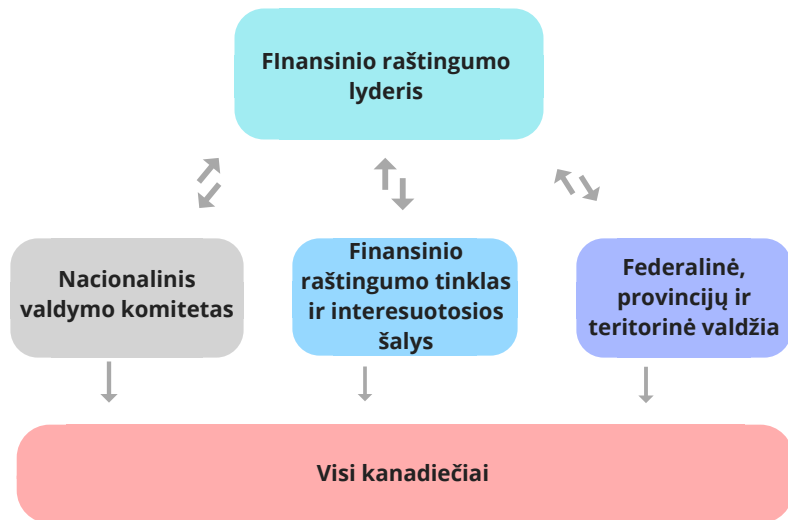 FInansinio raštingumo
lyderis
Nacionalinis
valdymo komitetas
Finansinio
raštingumo tinklas
ir interesuotosios
šalys
Federalinė,
provincijų ir
teritorinė valdžia
Visi kanadiečiai